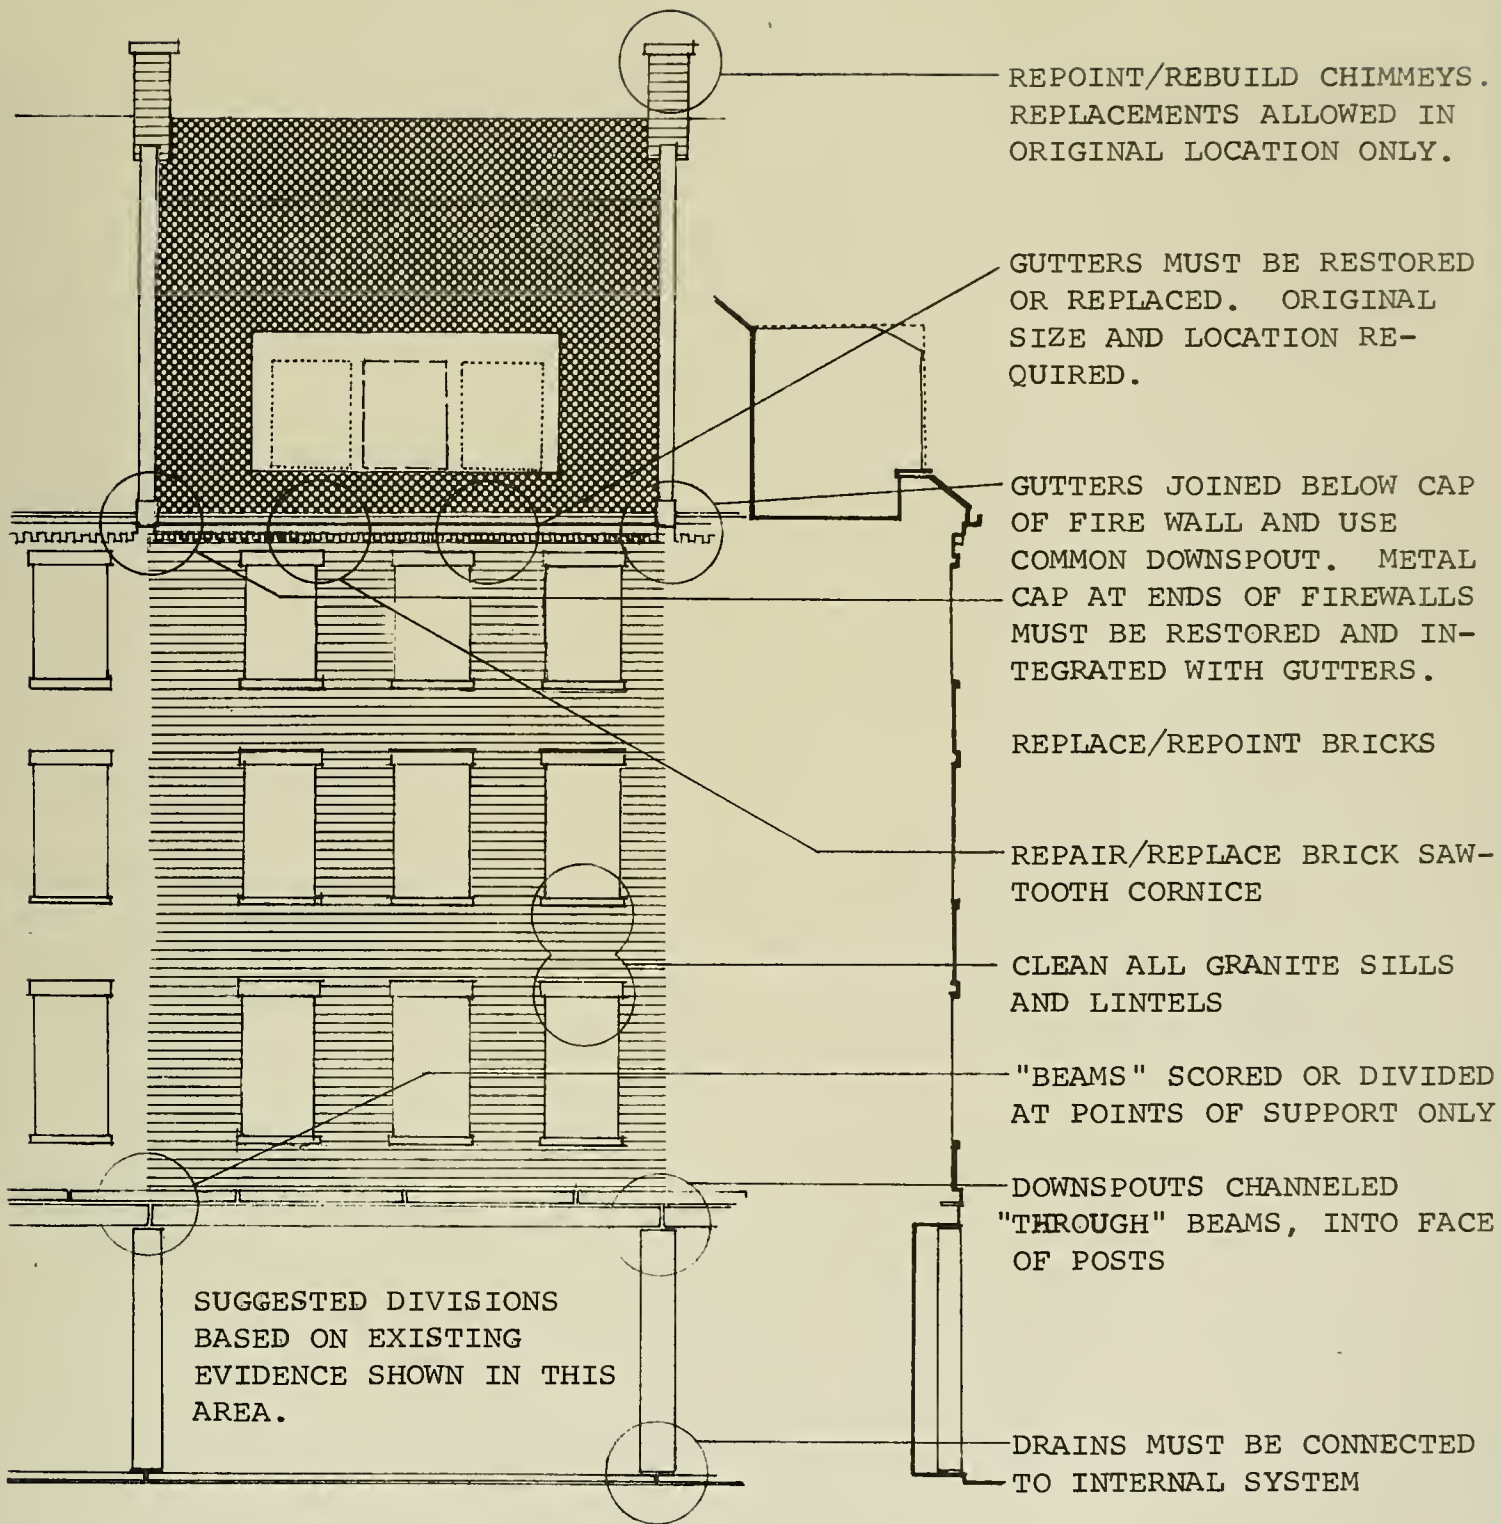 REPOINT/REBUILD CHIMMEYS.
REPLACEMENTS ALLOWED IN
ORIGINAL LOCATION ONLY.
GUTTERS MUST BE RESTORED
OR REPLACED. ORIGINAL
SIZE AND LOCATION RE-
QUIRED.
GUTTERS JOINED BELOW CAP
OF FIRE WALL AND USE
COMMON DOWNSPOUT. METAL
CAP AT ENDS OF FIREWALLS
MUST BE RESTORED AND IN-
TEGRATED WITH GUTTERS.
REPLACE/REPOINT BRICKS
REPAIR/REPLACE BRICK SAW-
TOOTH CORNICE
CLEAN ALL GRANITE SILLS
AND LINTELS
"BEAMS" SCORED OR DIVIDED
AT POINTS OF SUPPORT ONLY
DOWNSPOUTS CHANNELED
"THROUGH" BEAMS, INTO FACE
OF POSTS
SUGGESTED DIVISIONS
BASED ON EXISTING
EVIDENCE SHOWN IN THIS
AREA.
DRAINS MUST BE CONNECTED
TO INTERNAL SYSTEM